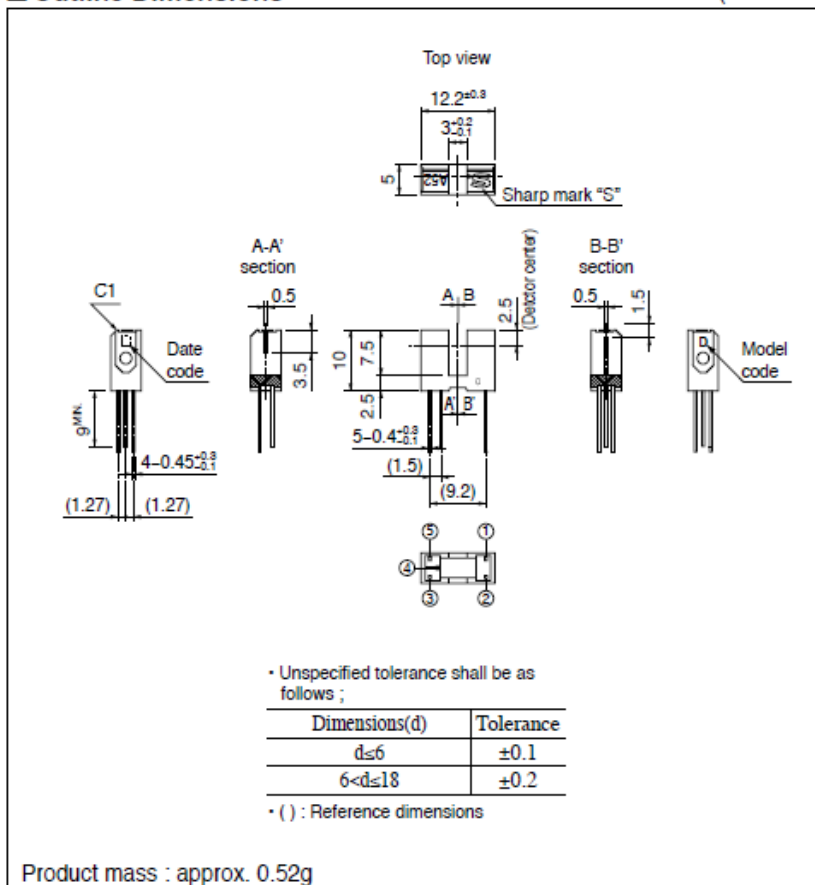 Top view
12.2±0.3
3+0.2 −0.1
5
A52
Sharp mark "S"
A-A'
section
B-B'
section
C1
0.5
A B
2.5
(Detctor center)
0.5
1.5
Date
code
3.5
10
7.5
Model
code
9MIN.
2.5
A' B'
5−0.4+0.3 −0.1
4−0.45+0.3 −0.1
(1.5)
(9.2)
(1.27) (1.27)
⑤ ①
④
③ ②
・Unspecified tolerance shall be as
follows ;
Dimensions(d) Tolerance
d≤6 ±0.1
6<d≤18 ±0.2
・( ) : Reference dimensions
Product mass : approx. 0.52g